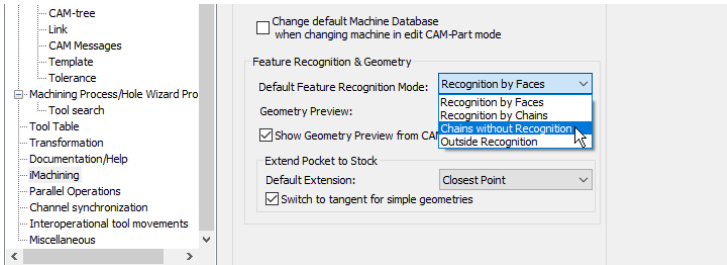 CAM-tree
Link
CAM Messages
Template
Tolerance
Machining Process/Hole Wizard Pro
Tool search
Tool Table
Transformation
Documentation/Help
iMachining
Parallel Operations
Channel synchronization
Interoperational tool movements
Miscellaneous
Change default Machine Database
when changing machine in edit CAM-Part mode
Feature Recognition & Geometry
Default Feature Recognition Mode: Recognition by Faces
Recognition by Faces
Recognition by Chains
Chains without Recognition
Outside Recognition
Geometry Preview:
Show Geometry Preview from CA
Extend Pocket to Stock
Default Extension: Closest Point
Switch to tangent for simple geometries